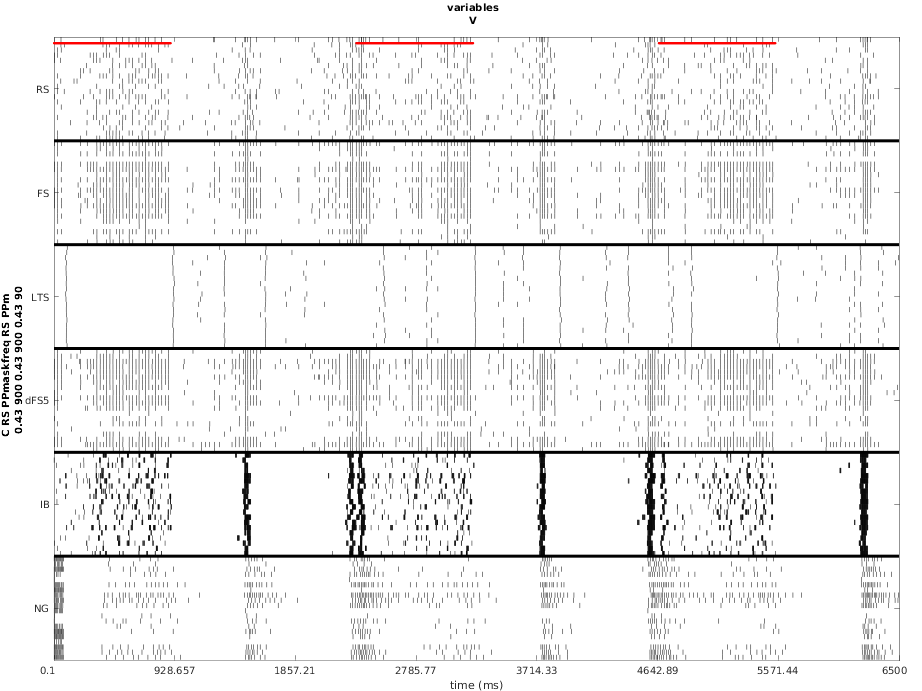 variables
V
RS
FS
LTS
dFS5
IB
NG
C RS PPmaskfreq RS PPm
0.43 900 0.43 900 0.43 90
0.1 928.657 1857.21 2785.77 3714.33 4642.89 5571.44 6500
time (ms)